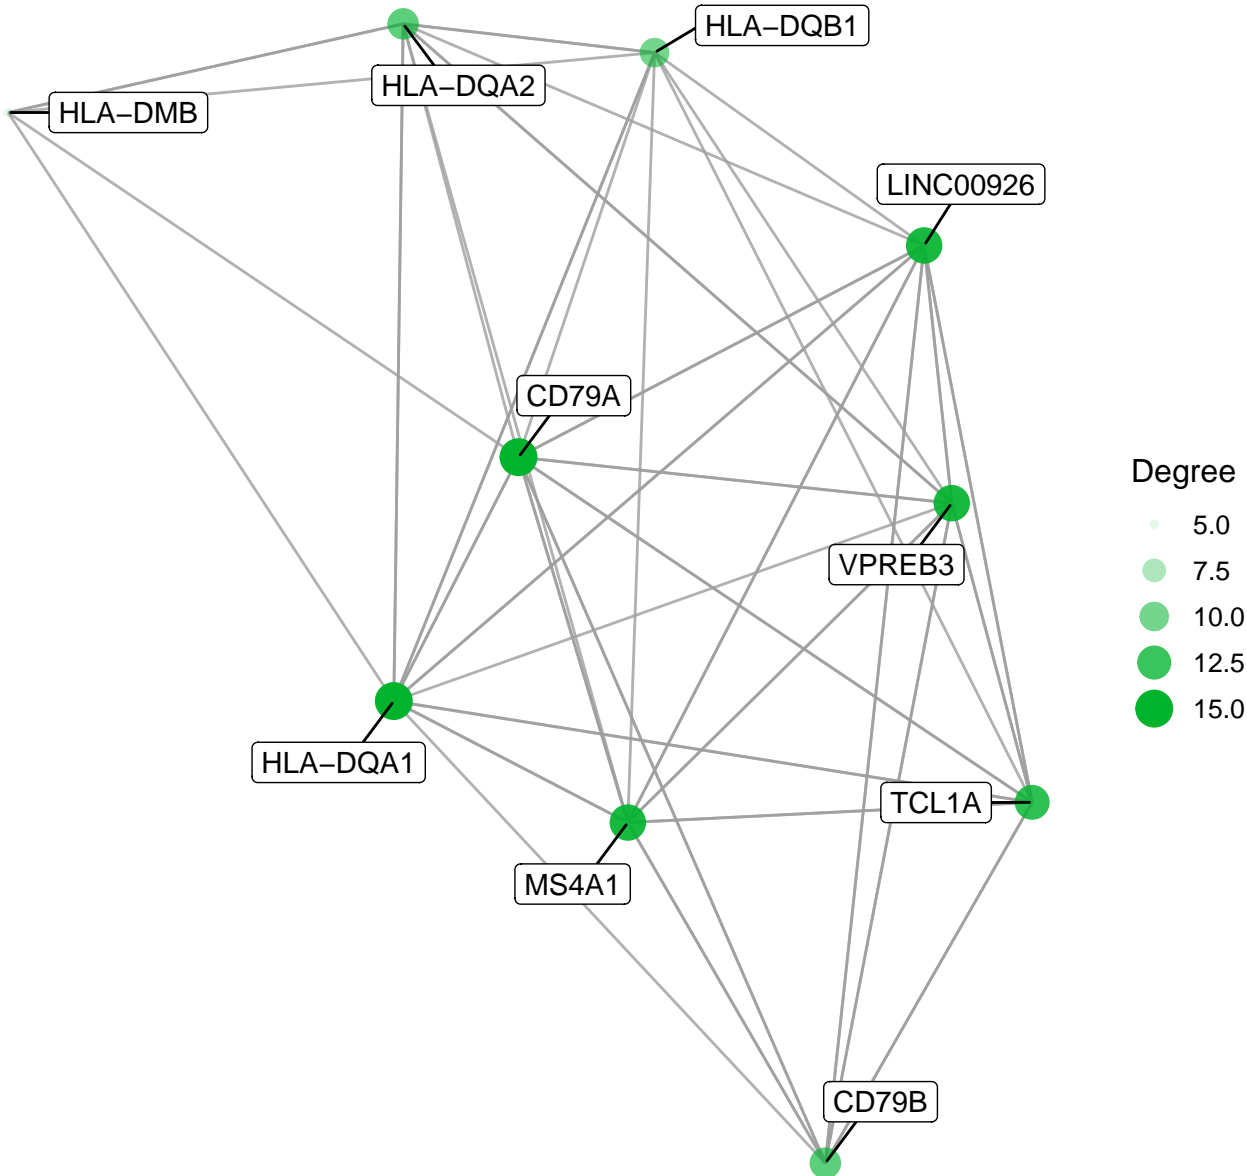 HLA−DQB1
HLA−DQA2
HLA−DMB
LINC00926
CD79A
Degree
5.0
7.5
10.0
12.5
15.0
VPREB3
HLA−DQA1
TCL1A
MS4A1
CD79B